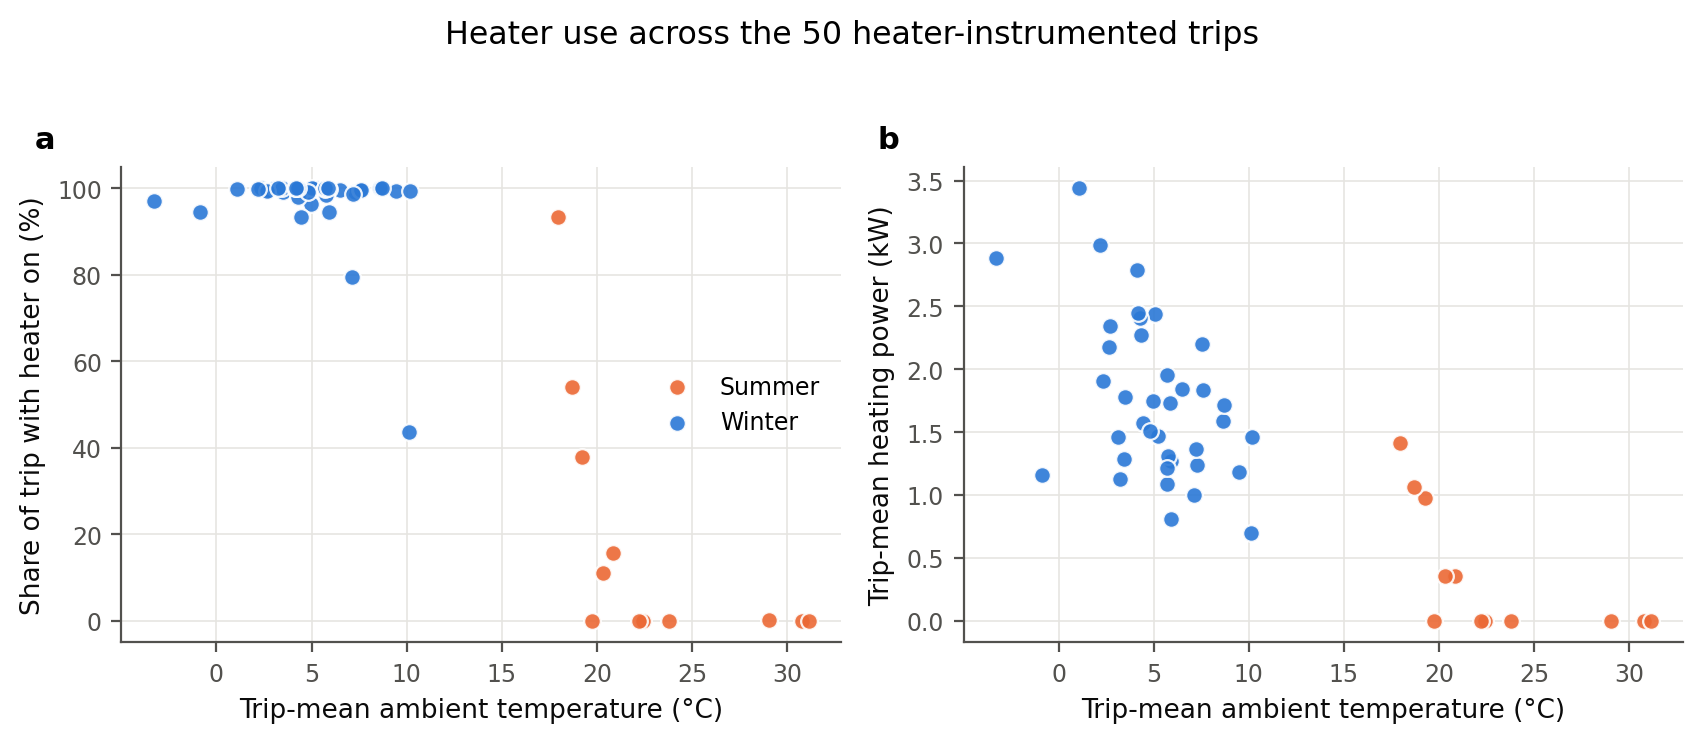 Heater use across the 50 heater-instrumented trips
a
Share of trip with heater on (%)
100
80
60
40
20
0
0 5 10 15 20 25 30
Trip-mean ambient temperature (°C)
Summer
Winter
b
Trip-mean heating power (kW)
3.5
3.0
2.5
2.0
1.5
1.0
0.5
0.0
0 5 10 15 20 25 30
Trip-mean ambient temperature (°C)